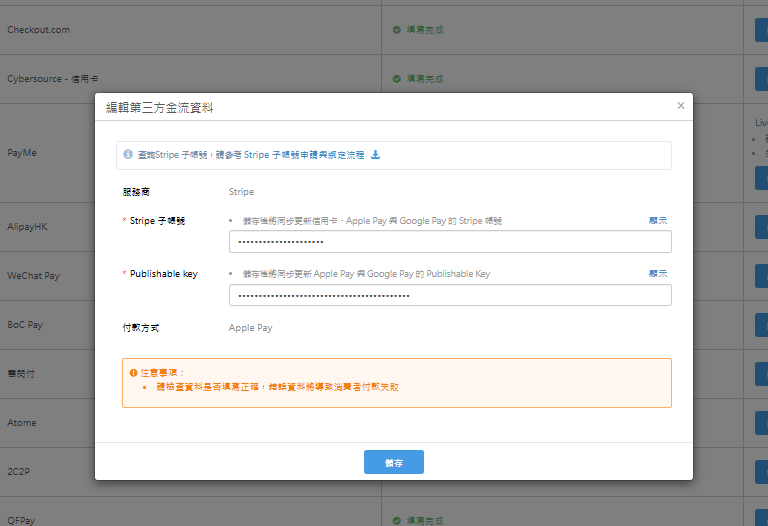 Checkout.com
填寫完成
Cybersource - 信用卡
填寫完成
編輯第三方金流資料
×
查詢Stripe 子帳號，請參考 Stripe 子帳號申請與綁定流程
PayMe
Liv
服務商
Stripe
* Stripe 子帳號
• 儲存後將同步更新信用卡、Apple Pay 與 Google Pay 的 Stripe 帳號
顯示
•••••••••••••••••••••
AlipayHK
* Publishable key
• 儲存後將同步更新 Apple Pay 與 Google Pay 的 Publishable Key
顯示
••••••••••••••••••••••••••••••••••••••••••
WeChat Pay
付款方式
Apple Pay
BoC Pay
雲閃付
注意事項：
• 請檢查資料是否填寫正確，錯誤資料將導致消費者付款失敗
Atome
儲存
2C2P
QFPay
填寫完成